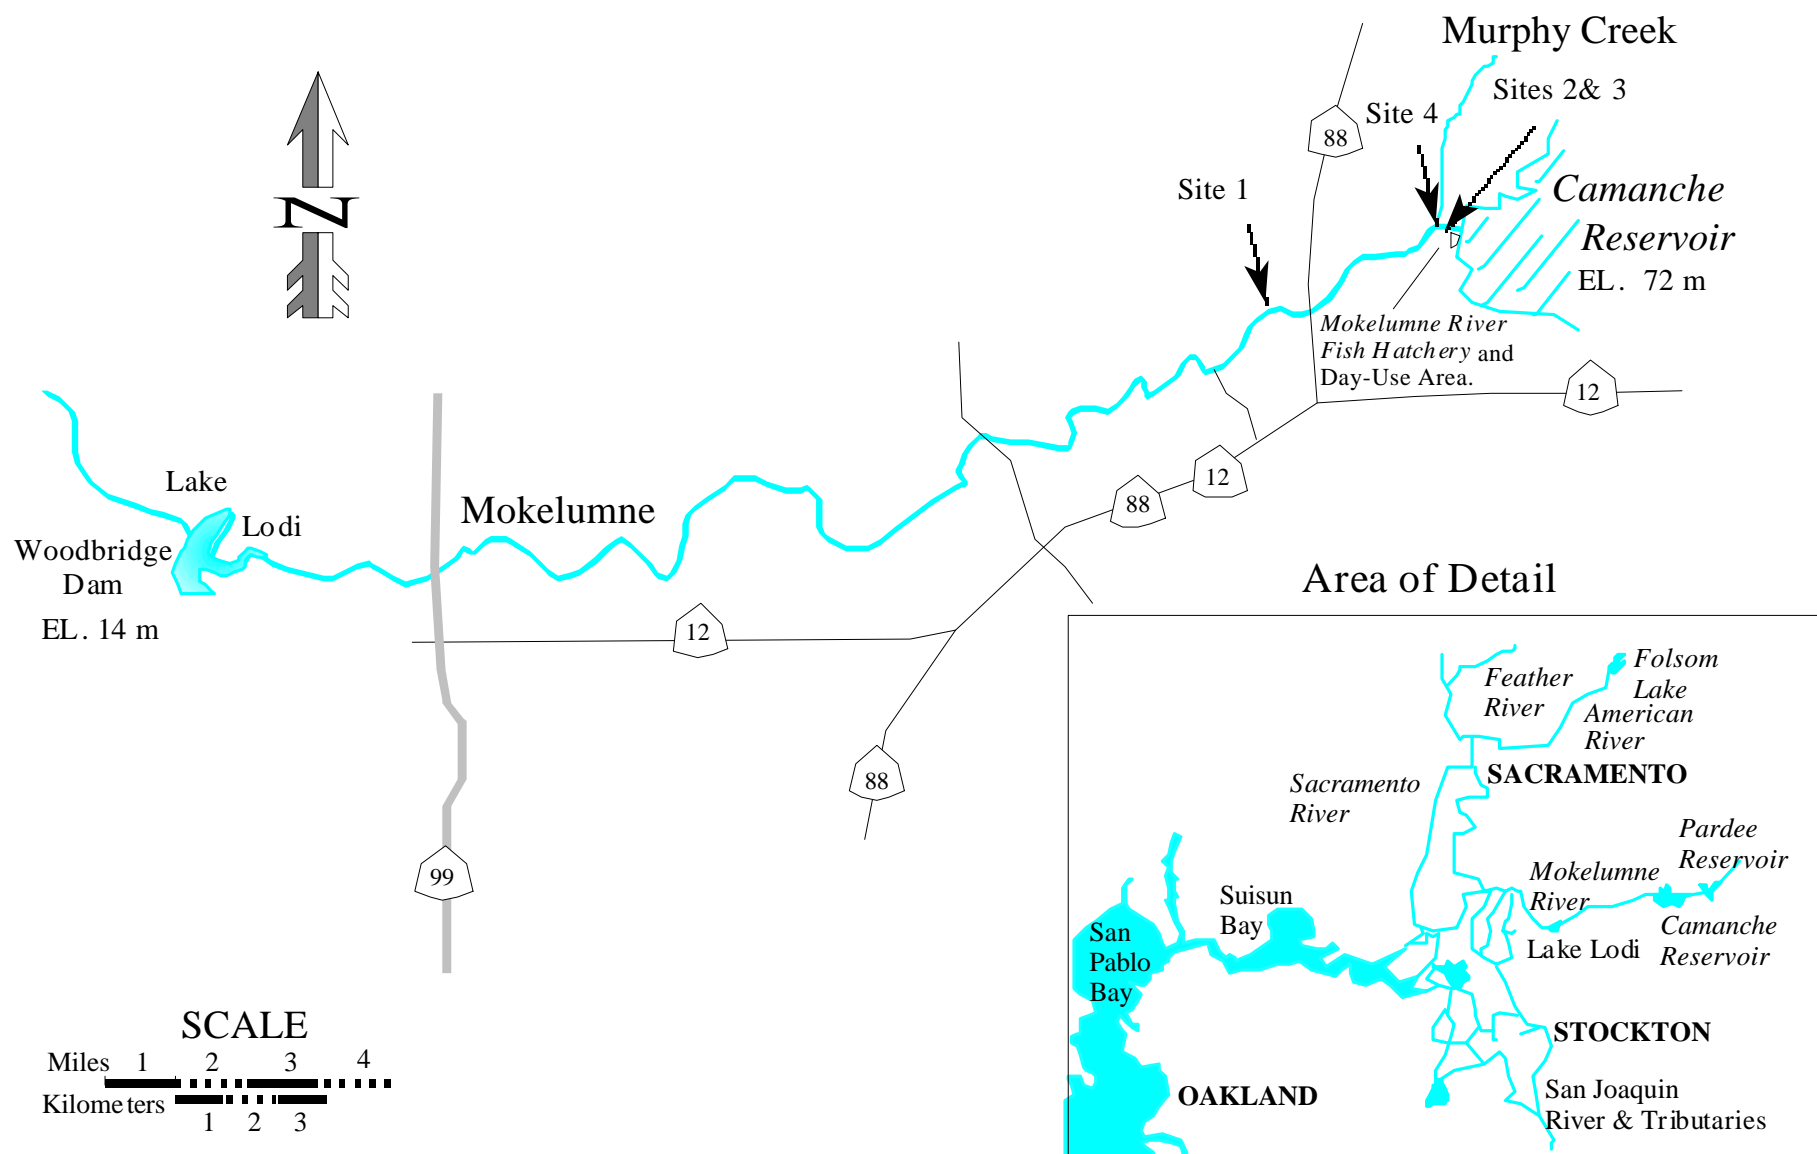 Murphy Creek
Sites 2& 3
Site 4
88
Site 1
Camanche
Reservoir
EL. 72 m
N
Mokelumne River
Fish Hatchery and
Day-Use Area.
12
Lake
Lodi
Mokelumne
12
88
Woodbridge
Dam
EL. 14 m
12
88
99
Area of Detail
Folsom
Lake
Feather
River
American
River
SACRAMENTO
Sacramento
River
Pardee
Reservoir
Mokelumne
River
Suisun
Bay
San
Pablo
Bay
Camanche
Reservoir
Lake Lodi
STOCKTON
OAKLAND
San Joaquin
River & Tributaries
SCALE
Miles 1 2 3 4
Kilometers
1 2 3